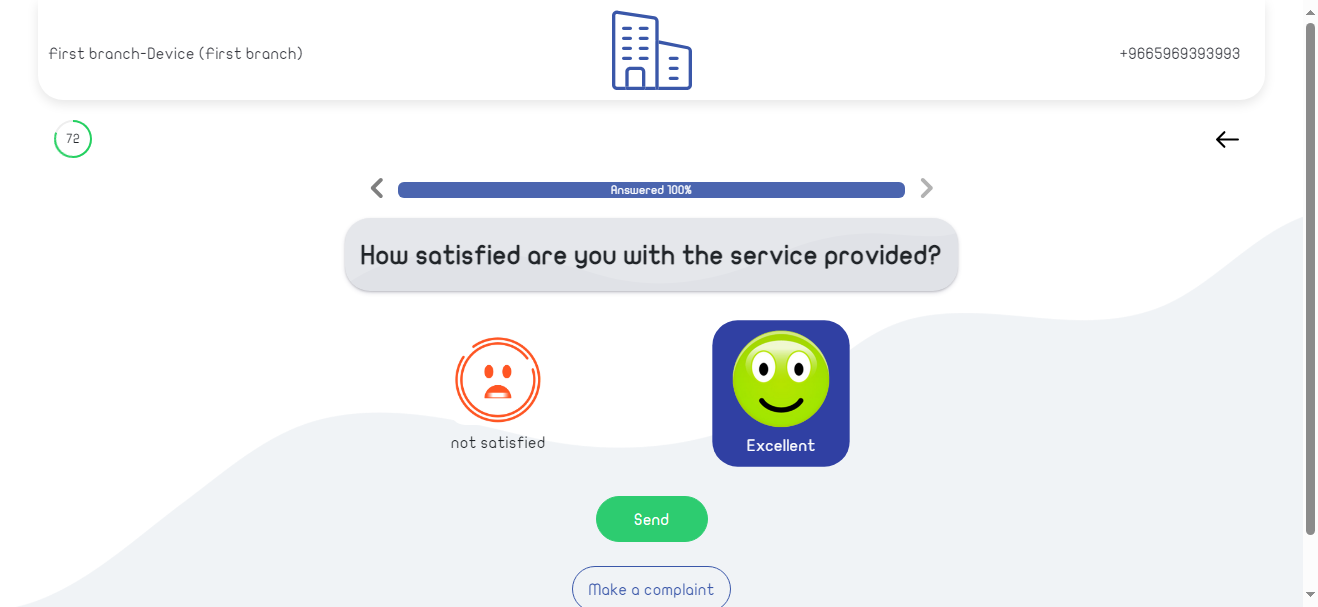 first branch-Device (first branch)
+9665969393993
72
Answered 100%
How satisfied are you with the service provided?
not satisfied
Excellent
Send
Make a complaint